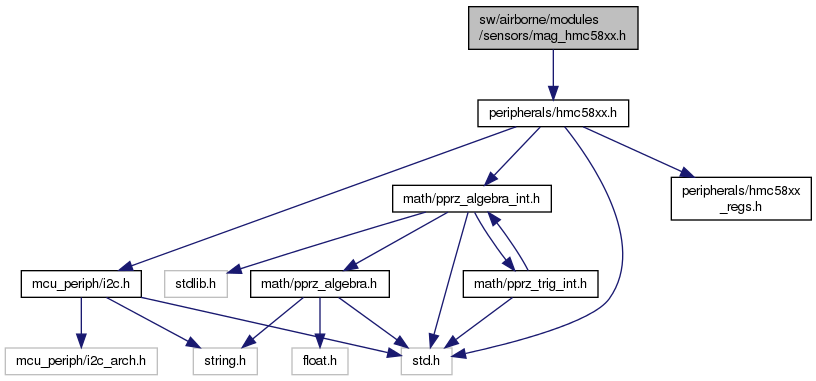 sw/airborne/modules
/sensors/mag_hmc58xx.h
peripherals/hmc58xx.h
math/pprz_algebra_int.h
peripherals/hmc58xx
_regs.h
mcu_periph/i2c.h
stdlib.h
math/pprz_algebra.h
math/pprz_trig_int.h
mcu_periph/i2c_arch.h
string.h
float.h
std.h